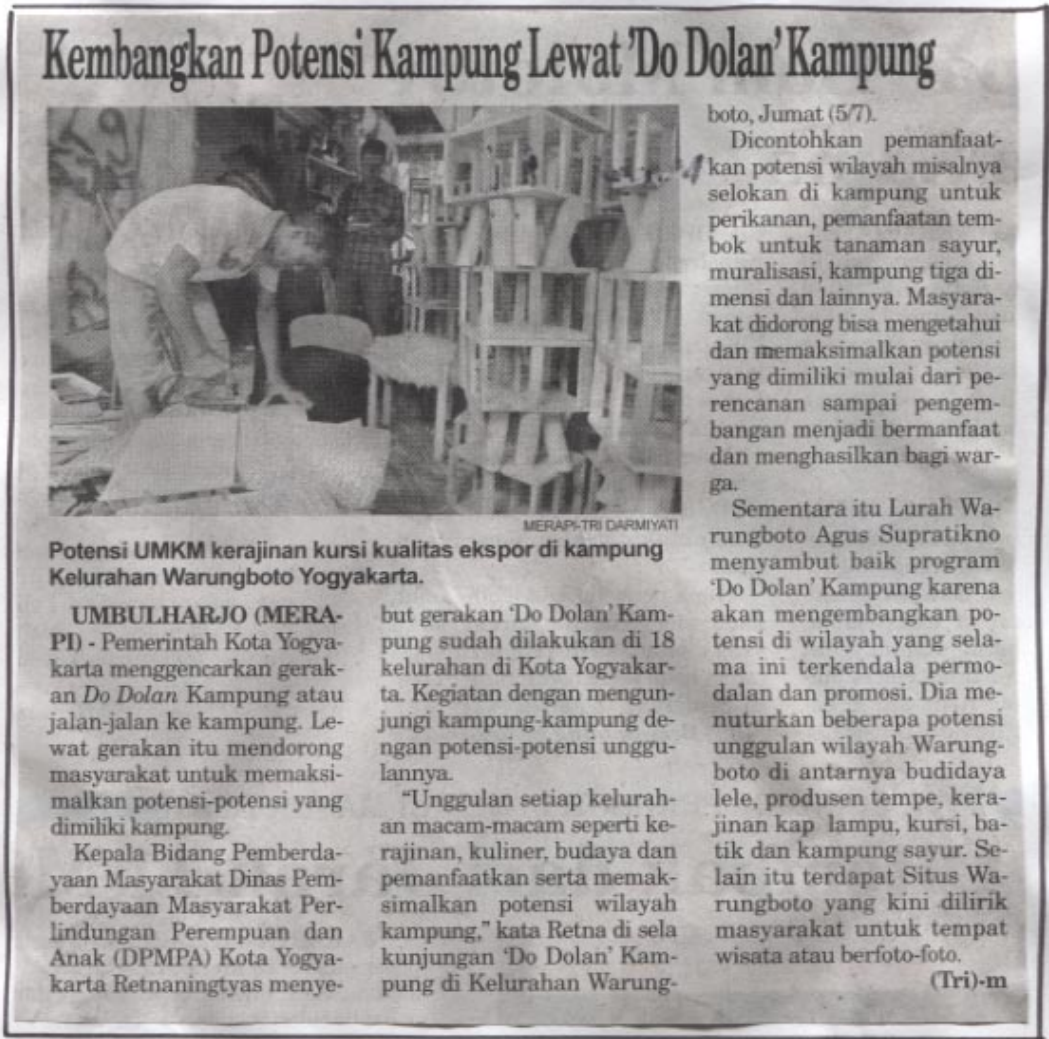 Kembangkan Potensi Kampung Lewat 'Do Dolan' Kampung
MERAPI-TRI DARMIYATI
Potensi UMKM kerajinan kursi kualitas ekspor di kampung
Kelurahan Warungboto Yogyakarta.
UMBULHARJO (MERA-
PI) - Pemerintah Kota Yogya-
karta menggencarkan gerak-
an Do Dolan Kampung atau
jalan-jalan ke kampung. Le-
wat gerakan itu mendorong
masyarakat untuk memaksi-
malkan potensi-potensi yang
dimiliki kampung.
Kepala Bidang Pemberda-
yaan Masyarakat Dinas Pem-
berdayaan Masyarakat Per-
lindungan Perempuan dan
Anak (DPMPA) Kota Yogya-
karta Retnaningtyas menye-
but gerakan 'Do Dolan' Kam-
pung sudah dilakukan di 18
kelurahan di Kota Yogyakar-
ta. Kegiatan dengan mengun-
jungi kampung-kampung de-
ngan potensi-potensi unggu-
lannya.
"Unggulan setiap kelurah-
an macam-macam seperti ke-
rajinan, kuliner, budaya dan
pemanfaatkan serta memak-
simalkan potensi wilayah
kampung," kata Retna di sela
kunjungan 'Do Dolan' Kam-
pung di Kelurahan Warung-
boto, Jumat (5/7).
Dicontohkan pemanfaat-
kan potensi wilayah misalnya
selokan di kampung untuk
perikanan, pemanfaatan tem-
bok untuk tanaman sayur,
muralisasi, kampung tiga di-
mensi dan lainnya. Masyara-
kat didorong bisa mengetahui
dan memaksimalkan potensi
yang dimiliki mulai dari pe-
rencanan sampai pengem-
bangan menjadi bermanfaat
dan menghasilkan bagi war-
ga.
Sementara itu Lurah Wa-
rungboto Agus Supratikno
menyambut baik program
'Do Dolan' Kampung karena
akan mengembangkan po-
tensi di wilayah yang sela-
ma ini terkendala permo-
dalan dan promosi. Dia me-
nuturkan beberapa potensi
unggulan wilayah Warung-
boto di antarnya budidaya
lele, produsen tempe, kera-
jinan kap lampu, kursi, ba-
tik dan kampung sayur. Se-
lain itu terdapat Situs Wa-
rungboto yang kini dilirik
masyarakat untuk tempat
wisata atau berfoto-foto.
(Tri)-m